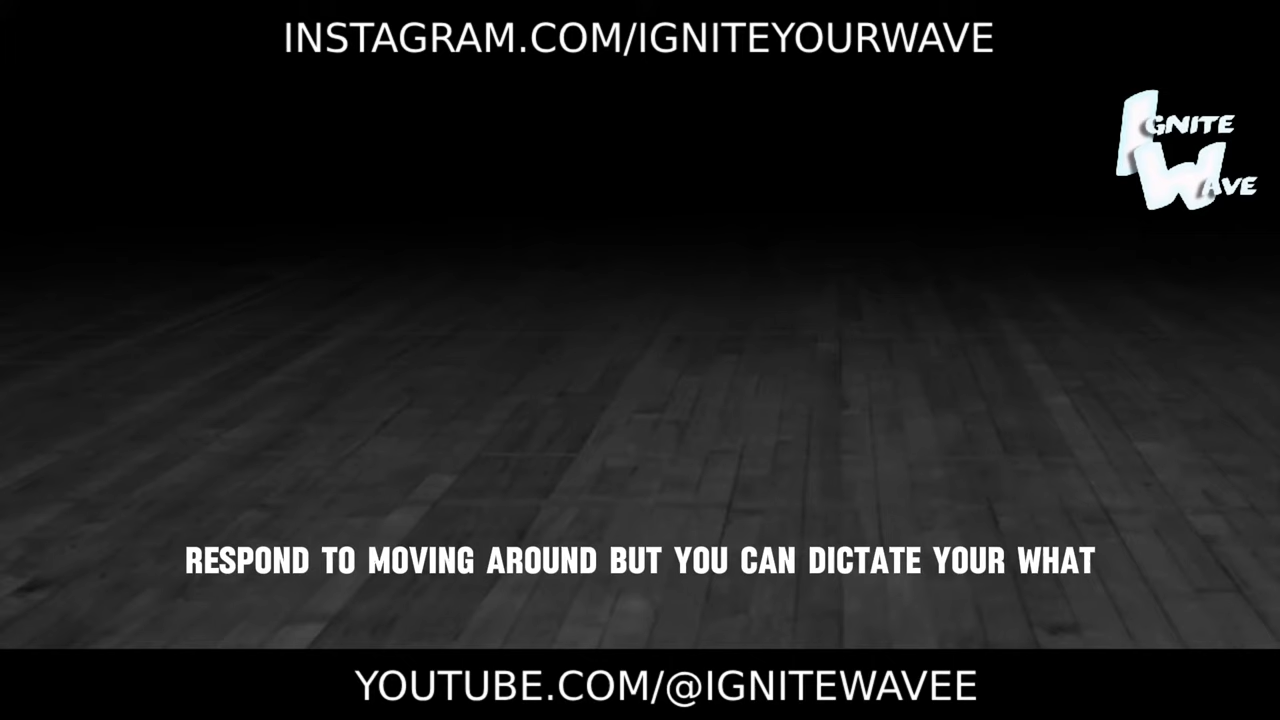 INSTAGRAM.COM/IGNITEYOURWAVE
IGNITE
WAVE
RESPOND TO MOVING AROUND BUT YOU CAN DICTATE YOUR WHAT
YOUTUBE.COM/@IGNITEWAVEE